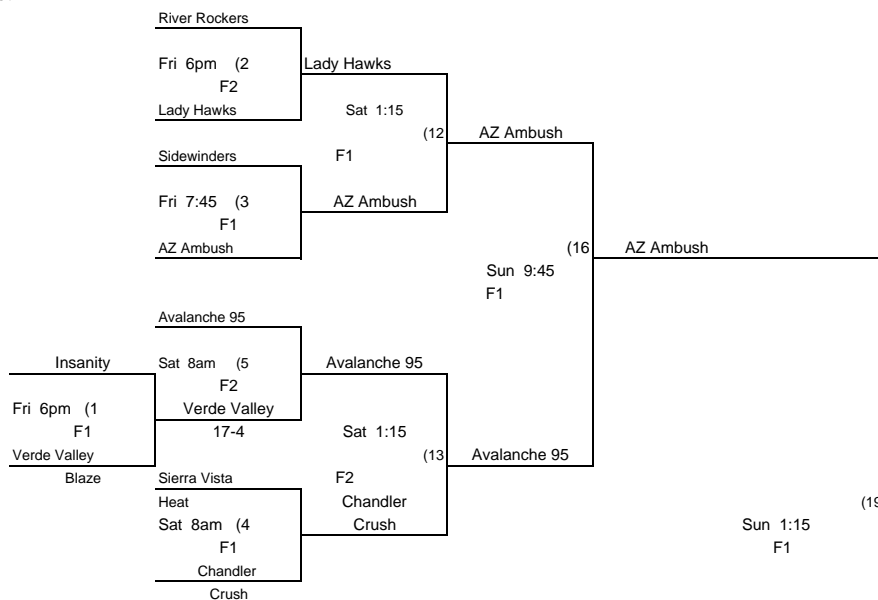 River Rockers
Fri 6pm (2
Lady Hawks
F2
Lady Hawks
Sat 1:15
(12
AZ Ambush
Sidewinders
F1
Fri 7:45 (3
AZ Ambush
F1
AZ Ambush
(16
AZ Ambush
Sun 9:45
F1
Avalanche 95
Insanity
Sat 8am (5
Avalanche 95
F2
Fri 6pm (1
Verde Valley
F1
17-4
Sat 1:15
Verde Valley
(13
Avalanche 95
Blaze
Sierra Vista
F2
Heat
Chandler
(19
Sat 8am (4
Crush
Sun 1:15
F1
F1
Chandler
Crush